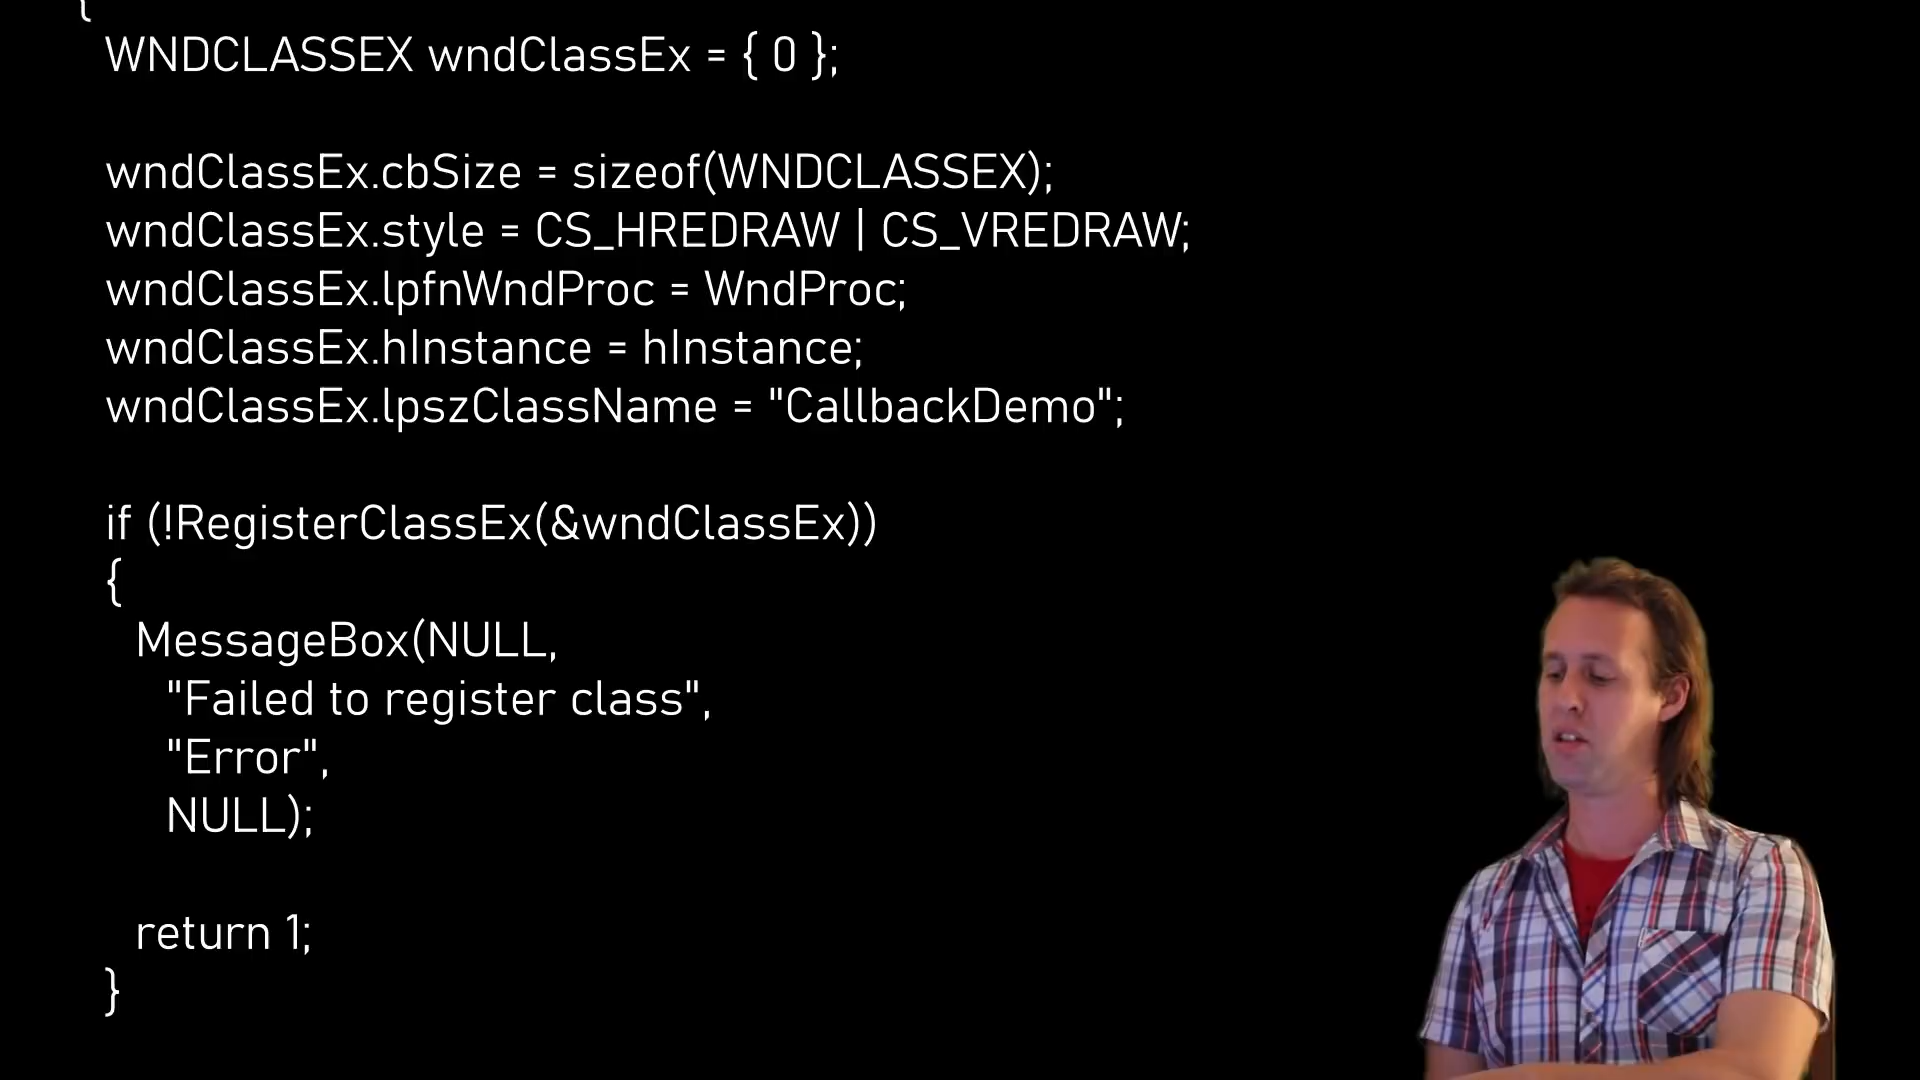 {
WNDCLASSEX wndClassEx = { 0 };
wndClassEx.cbSize = sizeof(WNDCLASSEX);
wndClassEx.style = CS_HREDRAW | CS_VREDRAW;
wndClassEx.lpfnWndProc = WndProc;
wndClassEx.hInstance = hInstance;
wndClassEx.lpszClassName = "CallbackDemo";
if (!RegisterClassEx(&wndClassEx))
{
MessageBox(NULL,
"Failed to register class",
"Error",
NULL);
return 1;
}